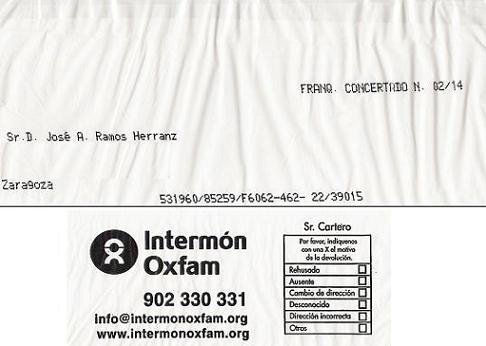 FRANQ. CONCERTADO N. 02/14
Sr.D. José A. Ramos Herranz
Zaragoza
531960/85259/F6062-462- 22/39015
Intermón
Oxfam
902 330 331
info@intermonoxfam.org
www.intermonoxfam.org
Sr. Cartero
Por favor, indíquenos
con una X el motivo
de la devolución.
Rehusado
Ausente
Cambio de dirección
Desconocido
Dirección incorrecta
Otros